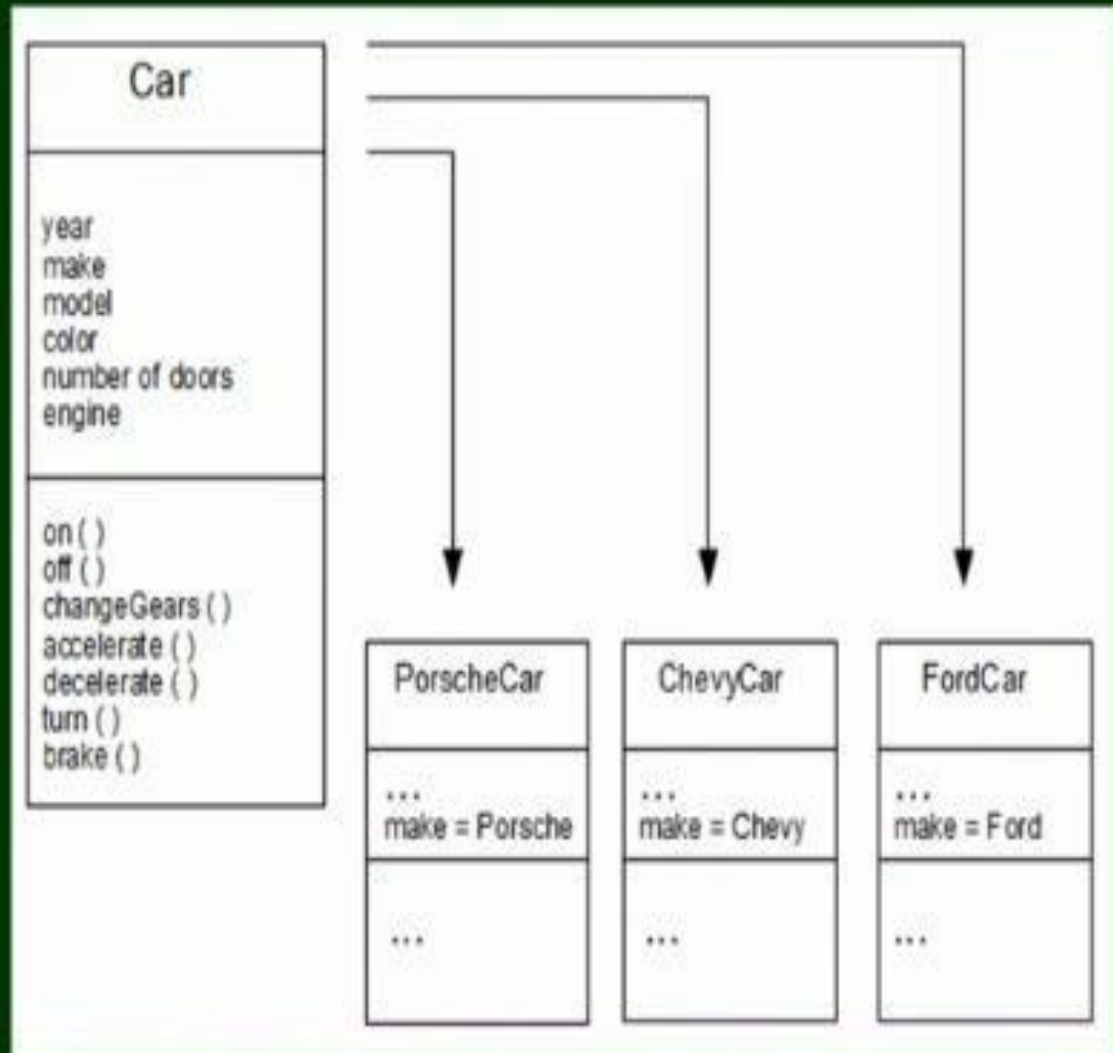 Car
year
make
model
color
number of doors
engine
on ( )
off ( )
changeGears ( )
accelerate ( )
decelerate ( )
turn ( )
brake ( )
PorscheCar
...
make = Porsche
...
ChevyCar
...
make = Chevy
...
FordCar
...
make = Ford
...